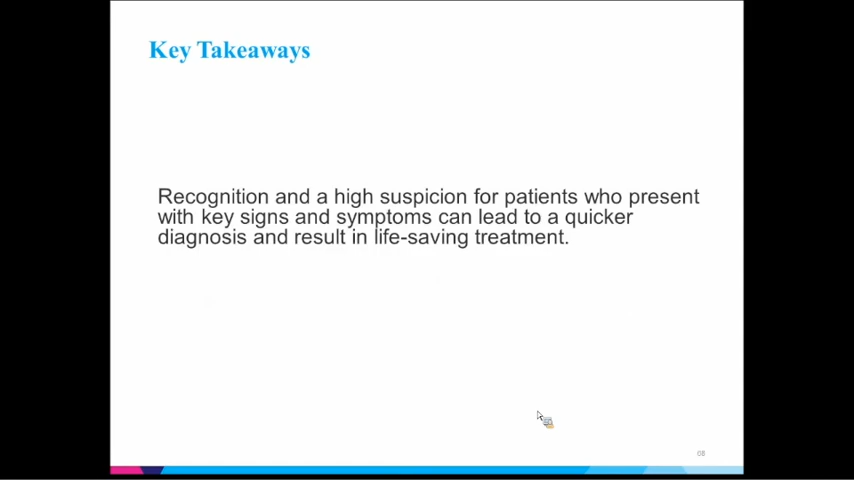 Key Takeaways
Recognition and a high suspicion for patients who present
with key signs and symptoms can lead to a quicker
diagnosis and result in life-saving treatment.
08